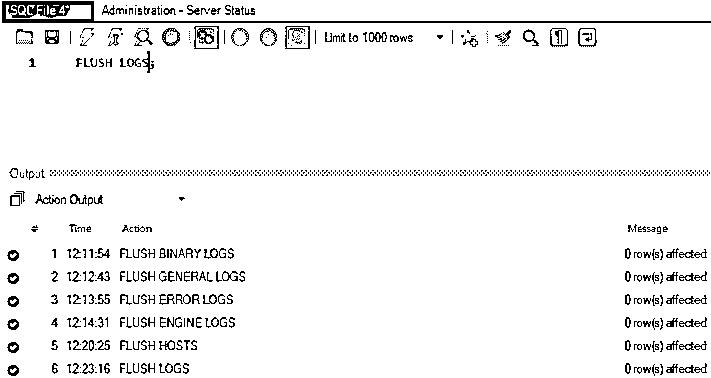 SQL File 4* Administration - Server Status
Limit to 1000 rows
1 FLUSH LOGS;
Output
Action Output
# Time Action Message
1 12:11:54 FLUSH BINARY LOGS 0 row(s) affected
2 12:12:43 FLUSH GENERAL LOGS 0 row(s) affected
3 12:13:55 FLUSH ERROR LOGS 0 row(s) affected
4 12:14:31 FLUSH ENGINE LOGS 0 row(s) affected
5 12:20:25 FLUSH HOSTS 0 row(s) affected
6 12:23:16 FLUSH LOGS 0 row(s) affected